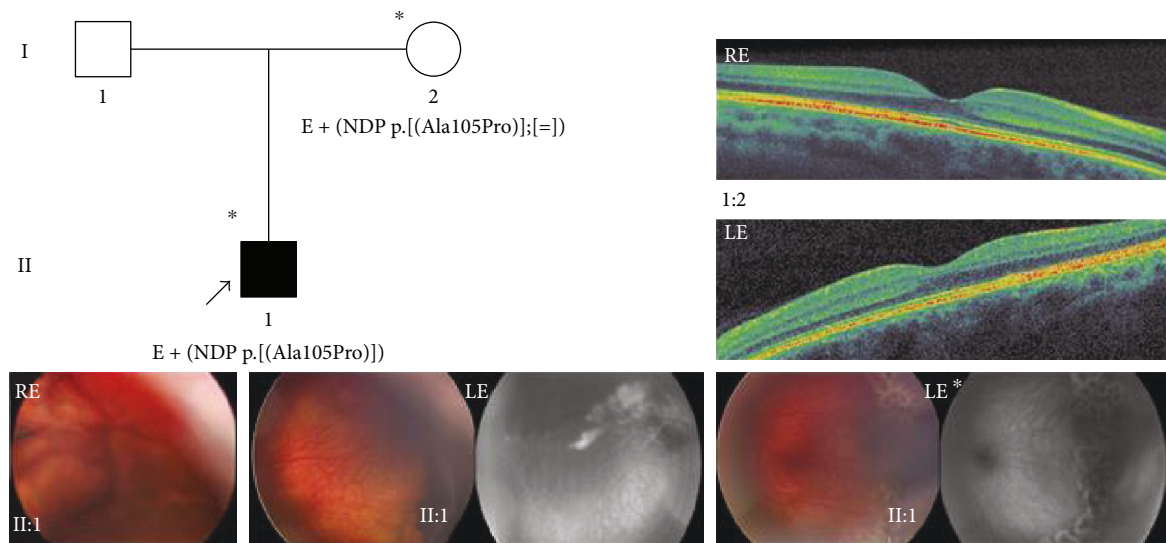 I
1
*
2
E + (NDP p.[(Ala105Pro)];[=])
*
II
1
E + (NDP p.[(Ala105Pro)])
RE
1:2
LE
RE
II:1
LE
II:1
LE *
II:1